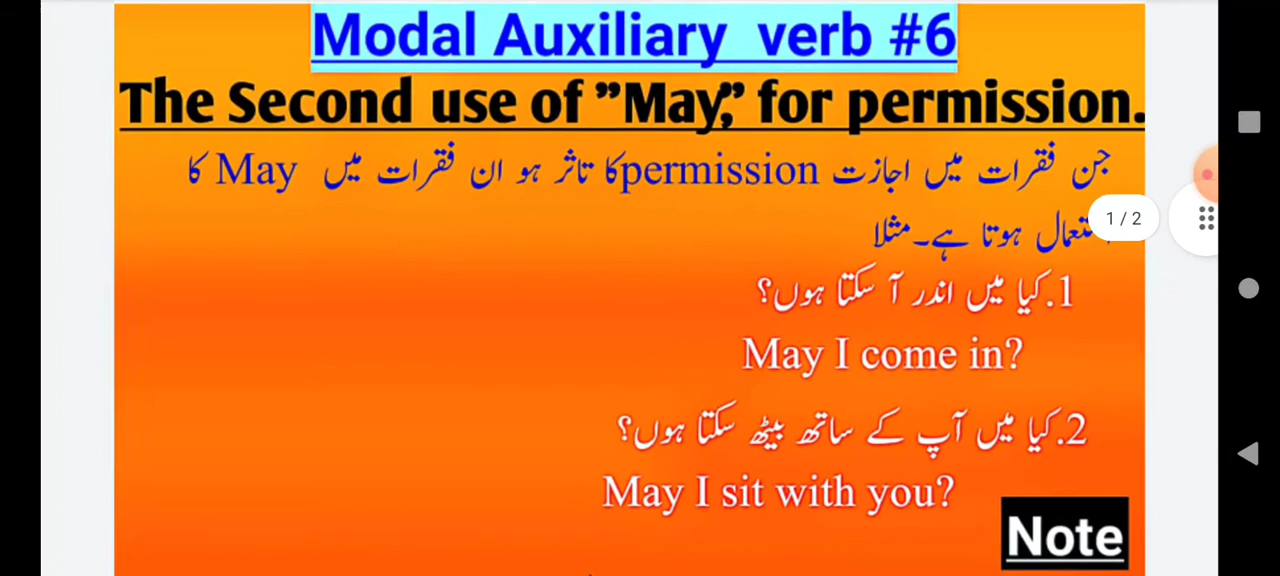 Modal Auxiliary verb #6
The Second use of ”May,” for permission.
جن فقرات میں اجازت permissionکا تاثر ہو ان فقرات میں May کا
ہوتا ہے۔مثلا
1.کیا میں اندر آ سکتا ہوں؟
May I come in?
2.کیا میں آپ کے ساتھ بیٹھ سکتا ہوں؟
May I sit with you?
Note
1 / 2